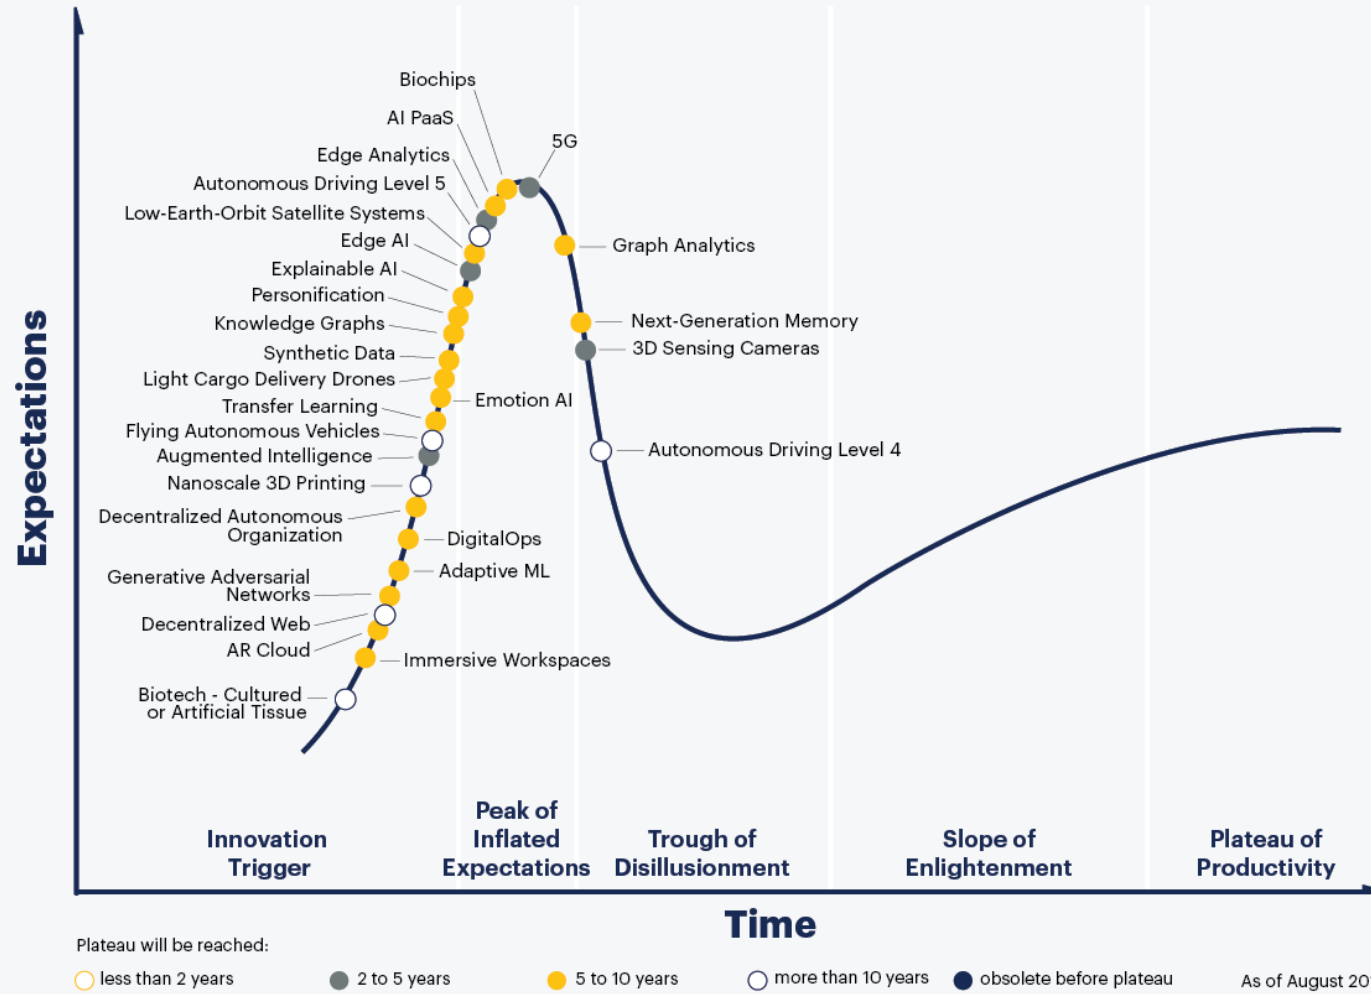 Biochips
AI PaaS
5G
Edge Analytics
Autonomous Driving Level 5
Low-Earth-Orbit Satellite Systems
Edge AI
Graph Analytics
Explainable AI
Personification
Knowledge Graphs
Next-Generation Memory
3D Sensing Cameras
Synthetic Data
Light Cargo Delivery Drones
Emotion AI
Transfer Learning
Flying Autonomous Vehicles
Autonomous Driving Level 4
Augmented Intelligence
Nanoscale 3D Printing
Decentralized Autonomous
Organization
DigitalOps
Adaptive ML
Generative Adversarial
Networks
Decentralized Web
AR Cloud
Immersive Workspaces
Biotech - Cultured
or Artificial Tissue
Expectations
Innovation
Trigger
Peak of
Inflated
Expectations
Trough of
Disillusionment
Slope of
Enlightenment
Plateau of
Productivity
Time
Plateau will be reached:
less than 2 years
2 to 5 years
5 to 10 years
more than 10 years
obsolete before plateau
As of August